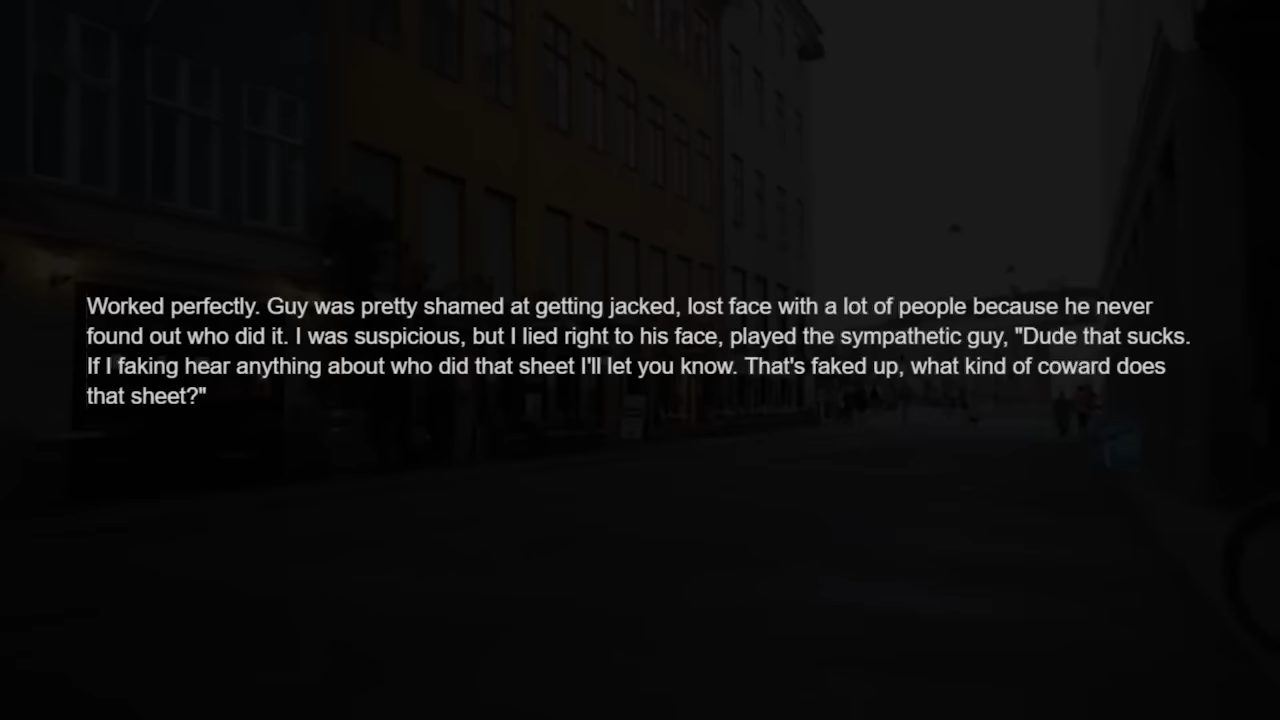 Worked perfectly. Guy was pretty shamed at getting jacked, lost face with a lot of people because he never
found out who did it. I was suspicious, but I lied right to his face, played the sympathetic guy, "Dude that sucks.
If I faking hear anything about who did that sheet I'll let you know. That's faked up, what kind of coward does
that sheet?"